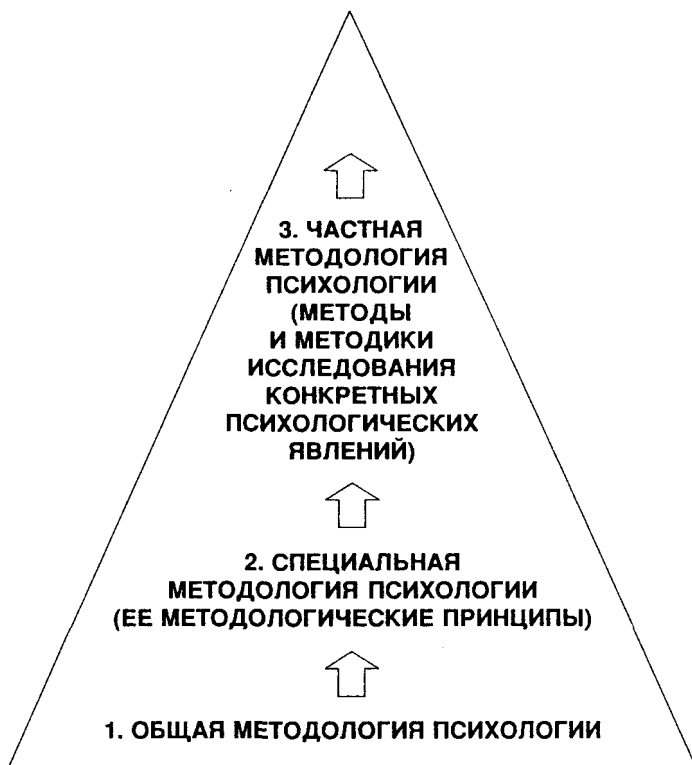 3. ЧАСТНАЯ
МЕТОДОЛОГИЯ
ПСИХОЛОГИИ
(МЕТОДЫ
И МЕТОДИКИ
ИССЛЕДОВАНИЯ
КОНКРЕТНЫХ
ПСИХОЛОГИЧЕСКИХ
ЯВЛЕНИЙ)
2. СПЕЦИАЛЬНАЯ
МЕТОДОЛОГИЯ ПСИХОЛОГИИ
(ЕЕ МЕТОДОЛОГИЧЕСКИЕ ПРИНЦИПЫ)
1. ОБЩАЯ МЕТОДОЛОГИЯ ПСИХОЛОГИИ